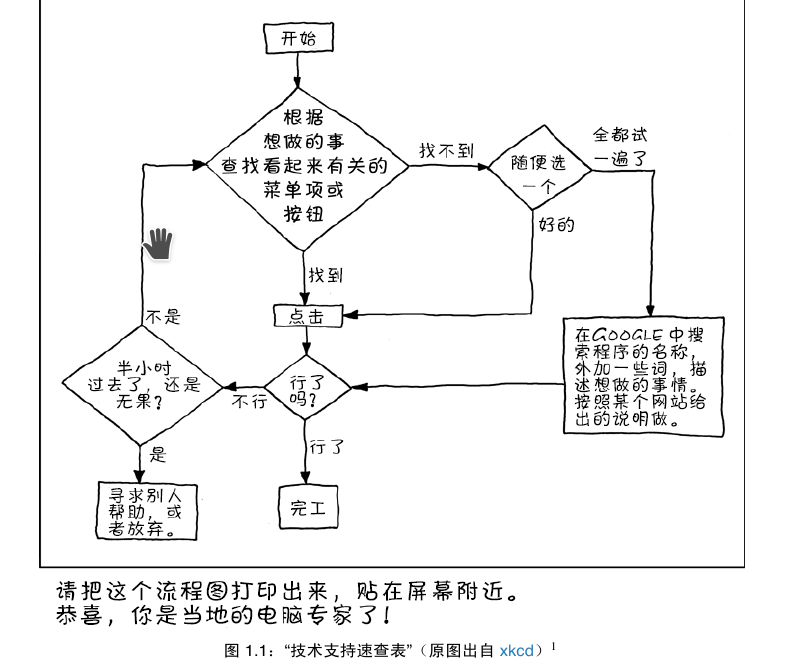 开始
根据
想做的事
查找看起来有关的
菜单项或
按钮
找不到
随便选
一个
全都试
一遍了
好的
找到
点击
不是
半小时
过去了，还是
无果？
不行
行了
吗？
在GOOGLE中搜
索程序的名称，
外加一些词，描
述想做的事情。
按照某个网站给
出的说明做。
是
行了
寻求别人
帮助，或
者放弃。
完工
请把这个流程图打印出来，贴在屏幕附近。
恭喜，你是当地的电脑专家了！
图 1.1：“技术支持速查表”（原图出自 xkcd）1